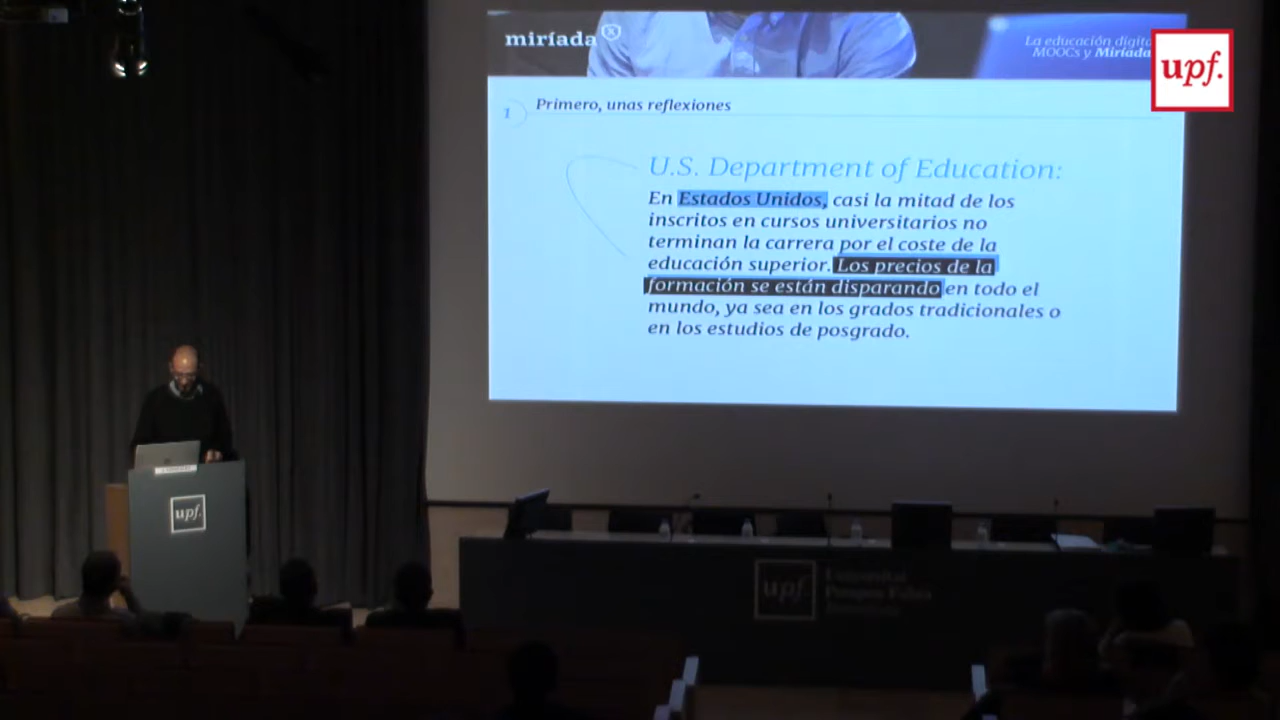 miríada
La educación
MOOCs y Miríada
upf.
1
Primero, unas reflexiones
U.S. Department of Education:
En Estados Unidos, casi la mitad de los
inscritos en cursos universitarios no
terminan la carrera por el coste de la
educación superior. Los precios de la
formación se están disparando en todo el
mundo, ya sea en los grados tradicionales o
en los estudios de posgrado.
upf.
upf.
Universitat
Pompeu Fabra
Barcelona